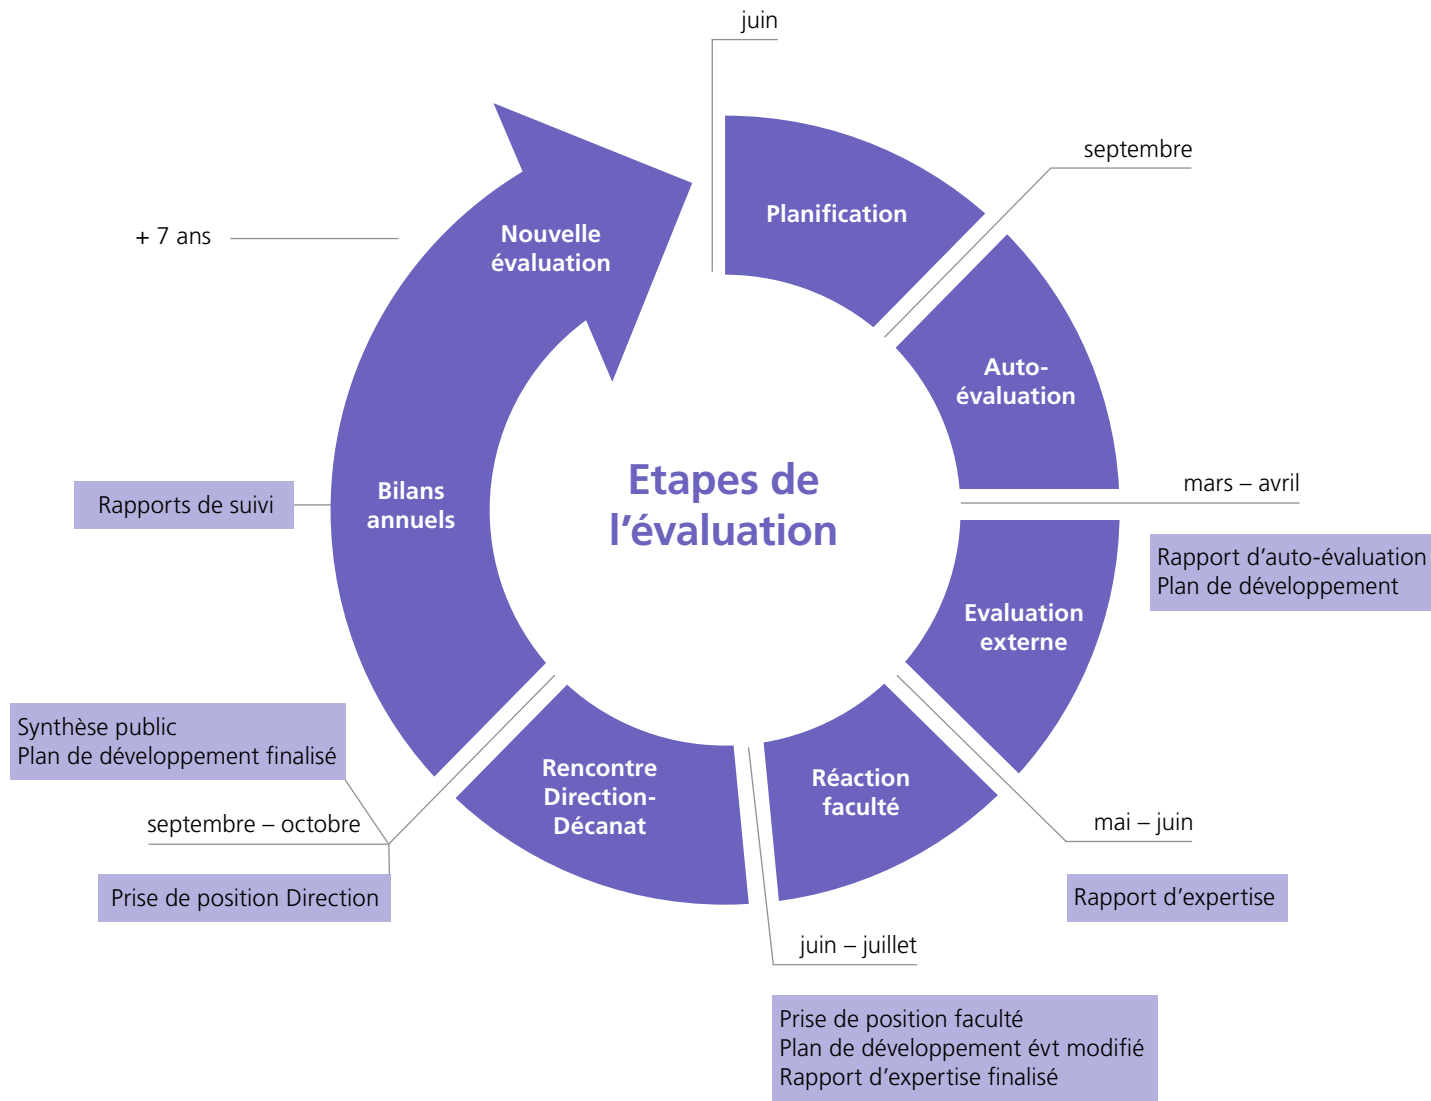 juin
septembre
Planification
+ 7 ans
Nouvelle
évaluation
Auto-
évaluation
Etapes de
l’évaluation
mars – avril
Rapports de suivi
Bilans
annuels
Rapport d’auto-évaluation
Plan de développement
Evaluation
externe
Synthèse public
Plan de développement finalisé
Rencontre
Direction-
Décanat
Réaction
faculté
septembre – octobre
mai – juin
Prise de position Direction
Rapport d’expertise
juin – juillet
Prise de position faculté
Plan de développement évt modifié
Rapport d’expertise finalisé